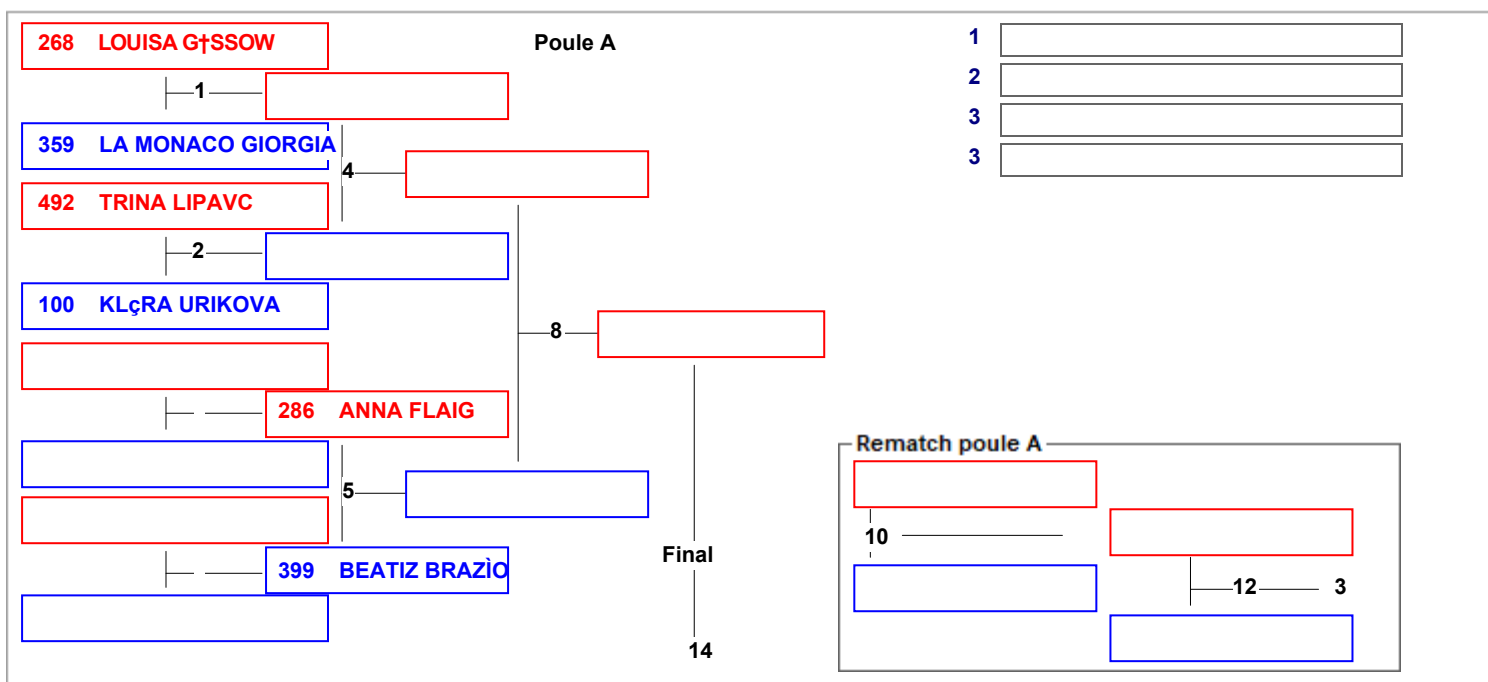 268 LOUISA G†SSOW
Poule A
1
1
359 LA MONACO GIORGIA
4
492 TRINA LIPAVC
2
100 KLçRA URIKOVA
8
286 ANNA FLAIG
5
399 BEATIZ BRAZÌO
Final
14
1
2
3
3
Rematch poule A
10
12 3